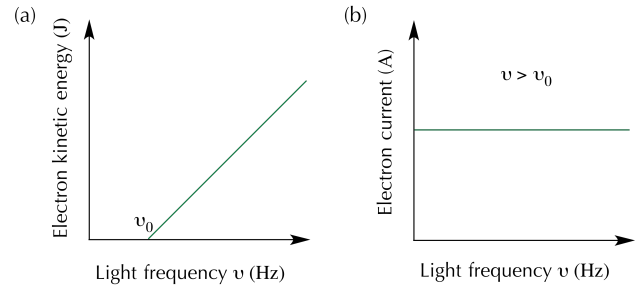 (a)
Electron kinetic energy (J)
υ₀
Light frequency υ (Hz)
(b)
Electron current (A)
υ > υ₀
Light frequency υ (Hz)